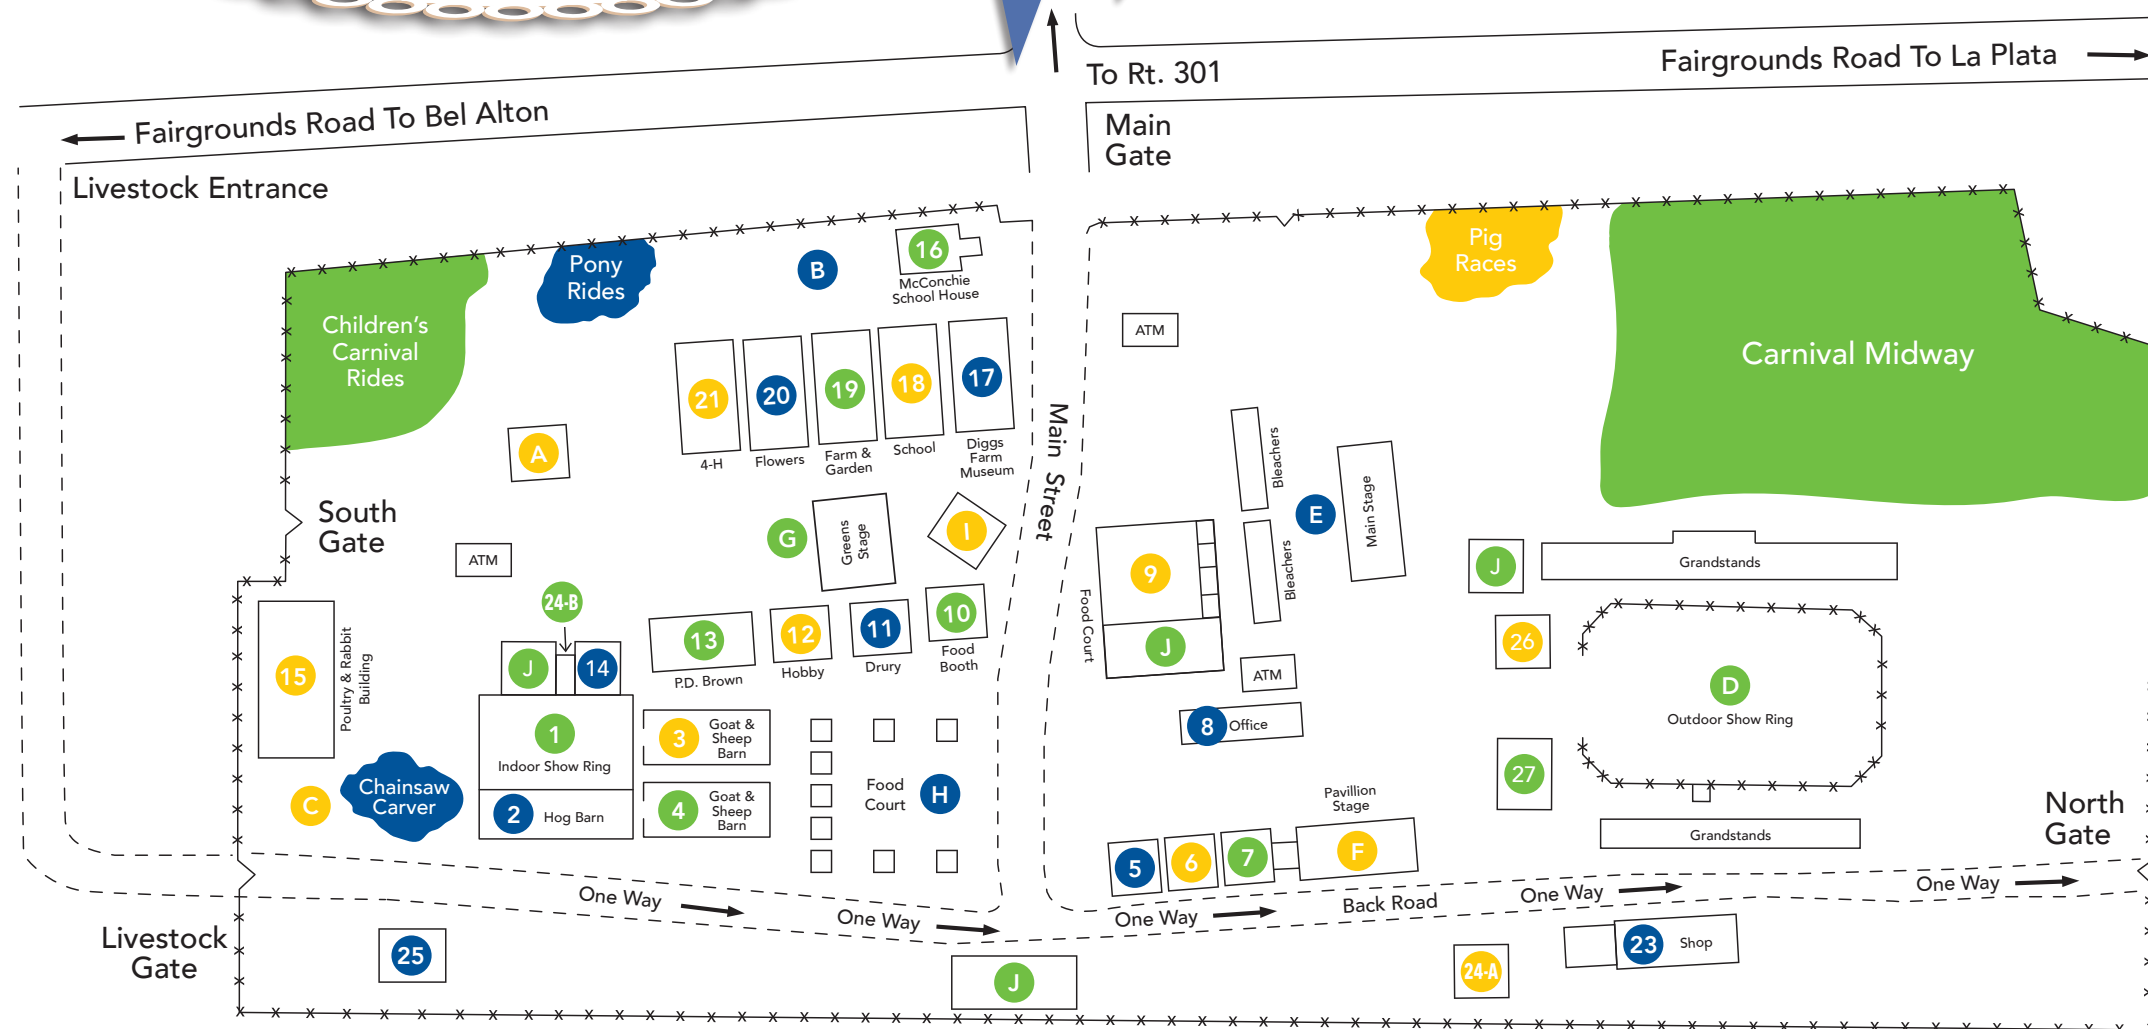 To Rt. 301
Fairgrounds Road To La Plata
Fairgrounds Road To Bel Alton
Main
Gate
Livestock Entrance
Pony
Rides
B
16
McConchie
School House
Pig
Races
Children's
Carnival
Rides
ATM
Carnival Midway
21
20
19
18
17
4-H
Flowers
Farm &
Garden
School
Diggs
Farm
Museum
A
Main Street
Bleachers
Bleachers
E
Main Stage
South
Gate
ATM
G
Greens
Stage
I
9
Food Court
J
J
Grandstands
24-B
13
P.D. Brown
12
Hobby
11
Drury
10
Food
Booth
26
D
Outdoor Show Ring
15
Poultry & Rabbit
Building
J
14
ATM
8
Office
1
Indoor Show Ring
3
Goat &
Sheep
Barn
27
C
Chainsaw
Carver
2
Hog Barn
4
Goat &
Sheep
Barn
Food
Court
H
Pavillion
Stage
F
5
6
7
Grandstands
North
Gate
One Way
One Way
One Way
Back Road
One Way
One Way
Livestock
Gate
25
J
24-A
23
Shop